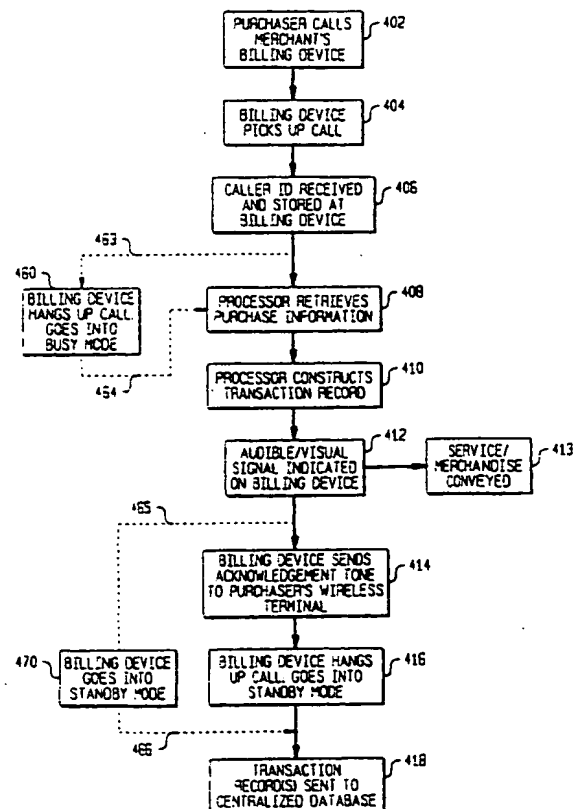 PURCHASER CALLS
MERCHANT'S
BILLING DEVICE
402
BILLING DEVICE
PICKS UP CALL
404
CALLER ID RECEIVED
AND STORED AT
BILLING DEVICE
406
463
460
BILLING DEVICE
HANGS UP CALL.
GOES INTO
BUSY MODE
PROCESSOR RETRIEVES
PURCHASE INFORMATION
408
464
PROCESSOR CONSTRUCTS
TRANSACTION RECORD
410
AUDIBLE/VISUAL
SIGNAL INDICATED
ON BILLING DEVICE
412
SERVICE/
MERCHANDISE
CONVEYED
413
465
BILLING DEVICE SENDS
ACKNOWLEDGEMENT TONE
TO PURCHASER'S WIRELESS
TERMINAL
414
470
BILLING DEVICE
GOES INTO
STANDBY MODE
BILLING DEVICE HANGS
UP CALL. GOES INTO
STANDBY MODE
416
466
TRANSACTION
RECORD(S) SENT TO
CENTRALIZED DATABASE
418